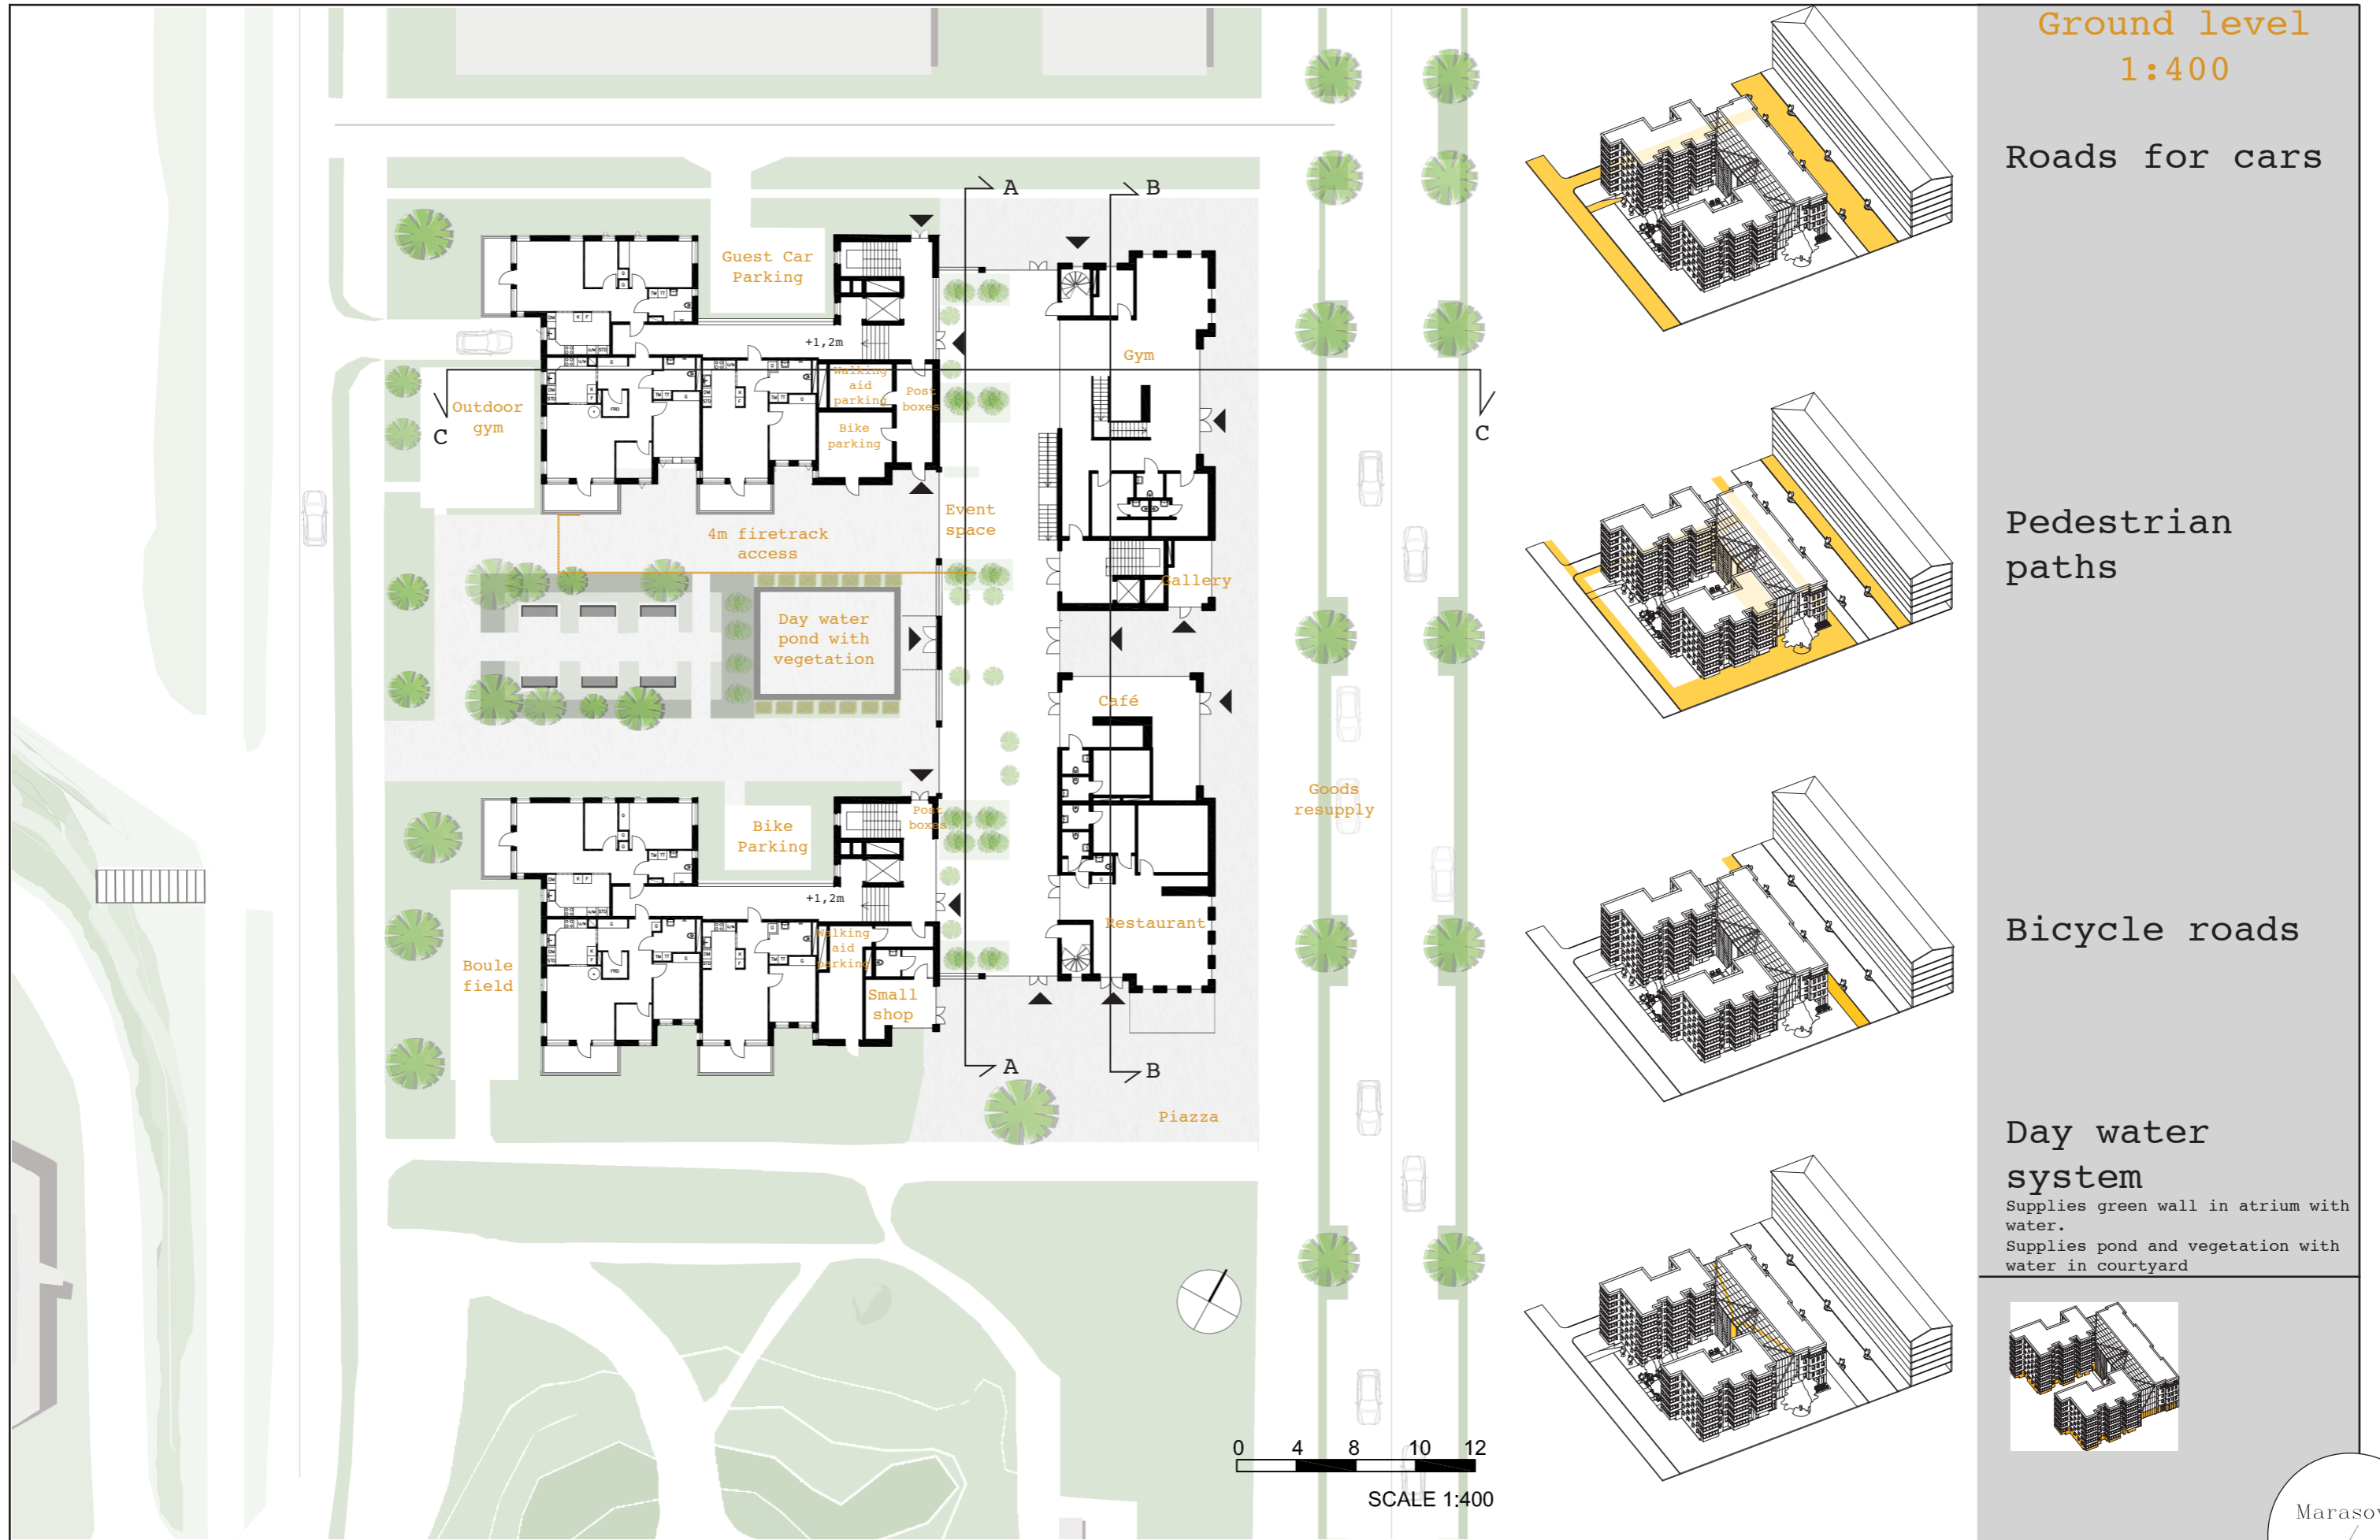 Ground level
1:400
Roads for cars
Pedestrian
paths
Bicycle roads
Day water
system
Supplies green wall in atrium with
water.
Supplies pond and vegetation with
water in courtyard
A
B
Guest Car
Parking
+1,2m
Gym
Walking
aid
parking
Post
boxes
Outdoor
gym
C
C
Bike
parking
Event
space
4m firetrack
access
Gallery
Day water
pond with
vegetation
Café
Goods
resupply
Post
boxes
Bike
Parking
+1,2m
Restaurant
Walking
aid
parking
Boule
field
Small
shop
A
B
Piazza
0 4 8 10 12
SCALE 1:400
Marasov